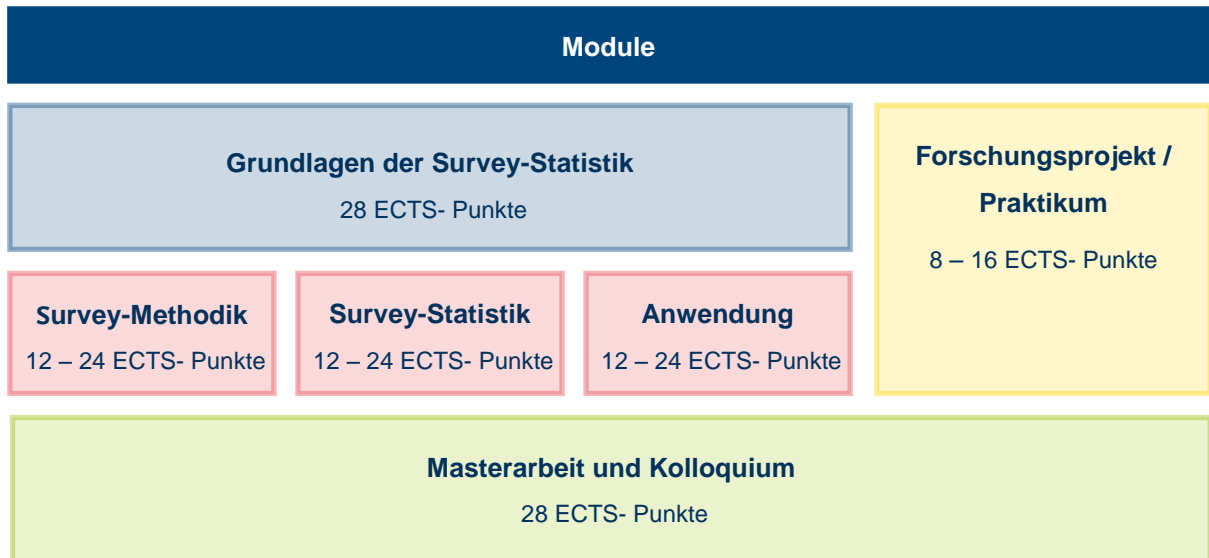 Module
Grundlagen der Survey-Statistik
28 ECTS- Punkte
Forschungsprojekt /
Praktikum
8 – 16 ECTS- Punkte
Survey-Methodik
12 – 24 ECTS- Punkte
Survey-Statistik
12 – 24 ECTS- Punkte
Anwendung
12 – 24 ECTS- Punkte
Masterarbeit und Kolloquium
28 ECTS- Punkte